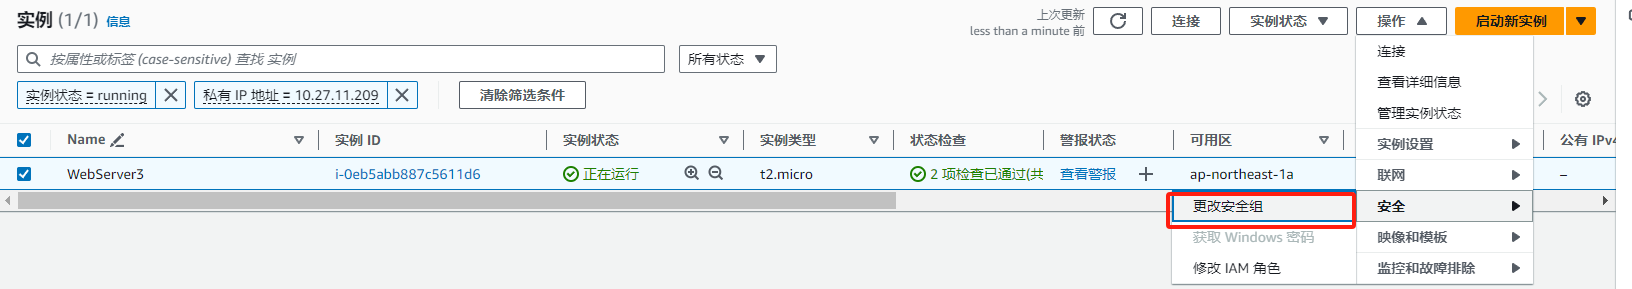 实例 (1/1) 信息
上次更新
less than a minute 前
连接
实例状态
操作
启动新实例
按属性或标签 (case-sensitive) 查找 实例
所有状态
实例状态 = running
私有 IP 地址 = 10.27.11.209
清除筛选条件
连接
查看详细信息
管理实例状态
实例设置
联网
安全
映像和模板
监控和故障排除
Name 实例 ID 实例状态 实例类型 状态检查 警报状态 可用区 公有 IPv4
WebServer3 i-0eb5abb887c5611d6 正在运行 t2.micro 2 项检查已通过(共 查看警报 ap-northeast-1a –
更改安全组
获取 Windows 密码
修改 IAM 角色